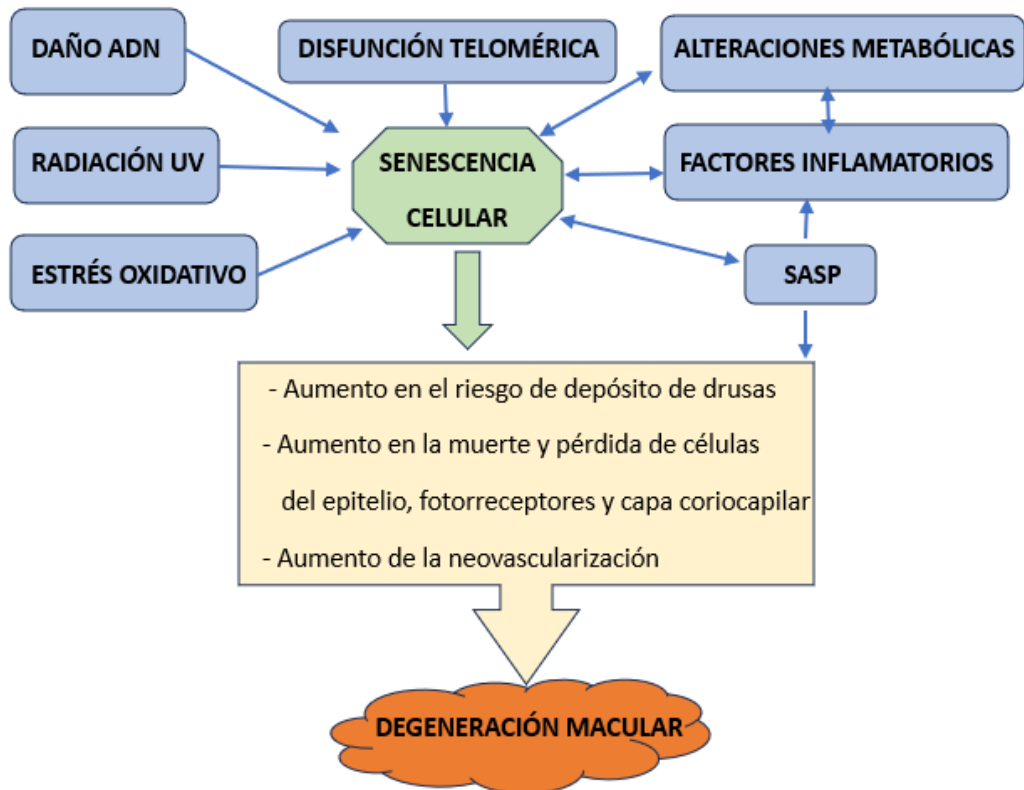 DAÑO ADN
DISFUNCIÓN TELOMÉRICA
ALTERACIONES METABÓLICAS
RADIACIÓN UV
SENESCENCIA
CELULAR
FACTORES INFLAMATORIOS
ESTRÉS OXIDATIVO
SASP
- Aumento en el riesgo de depósito de drusas
- Aumento en la muerte y pérdida de células
del epitelio, fotorreceptores y capa coriocapilar
- Aumento de la neovascularización
DEGENERACIÓN MACULAR